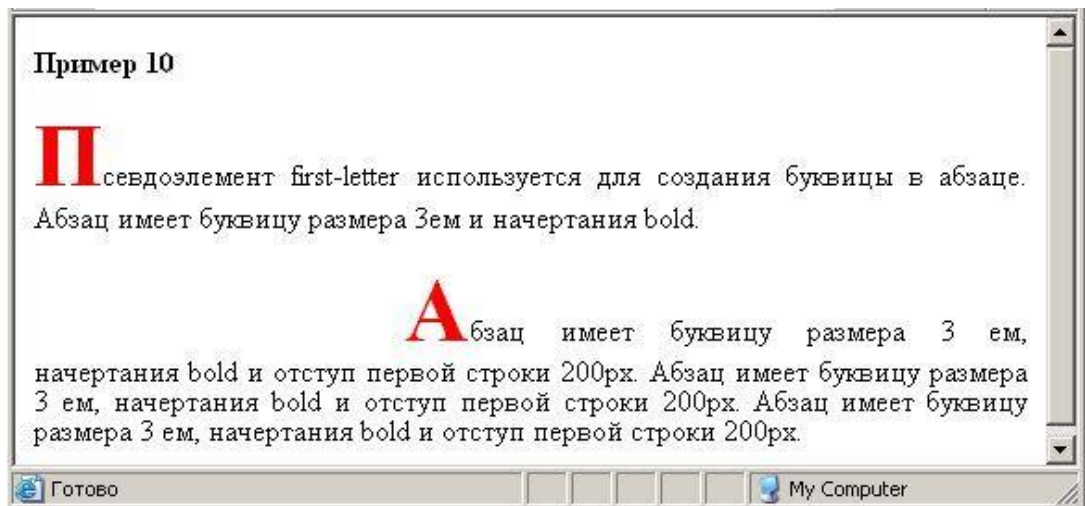 Пример 10
Псевдоэлемент first-letter используется для создания буквицы в абзаце.
Абзац имеет буквицу размера 3ем и начертания bold.
Абзац имеет буквицу размера 3 ем,
начертания bold и отступ первой строки 200px. Абзац имеет буквицу размера
3 ем, начертания bold и отступ первой строки 200px. Абзац имеет буквицу
размера 3 ем, начертания bold и отступ первой строки 200px.
Готово
My Computer